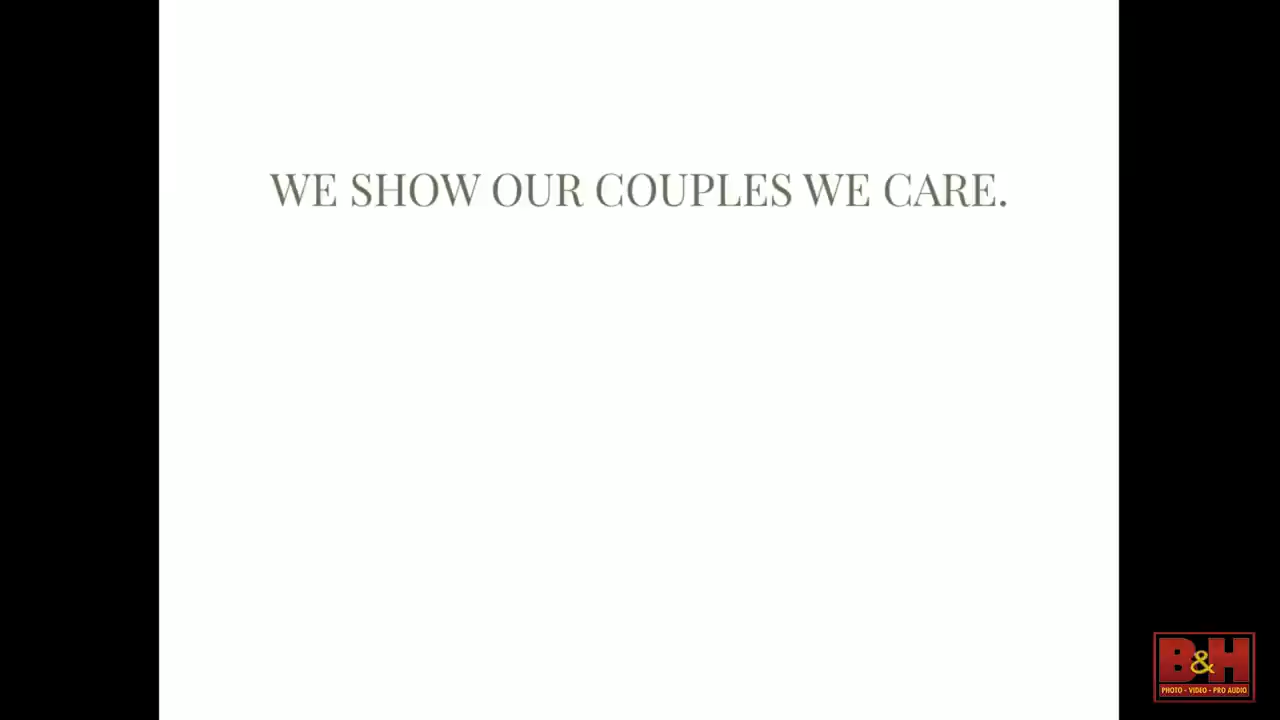 WE SHOW OUR COUPLES WE CARE.
B&H
PHOTO - VIDEO - PRO AUDIO